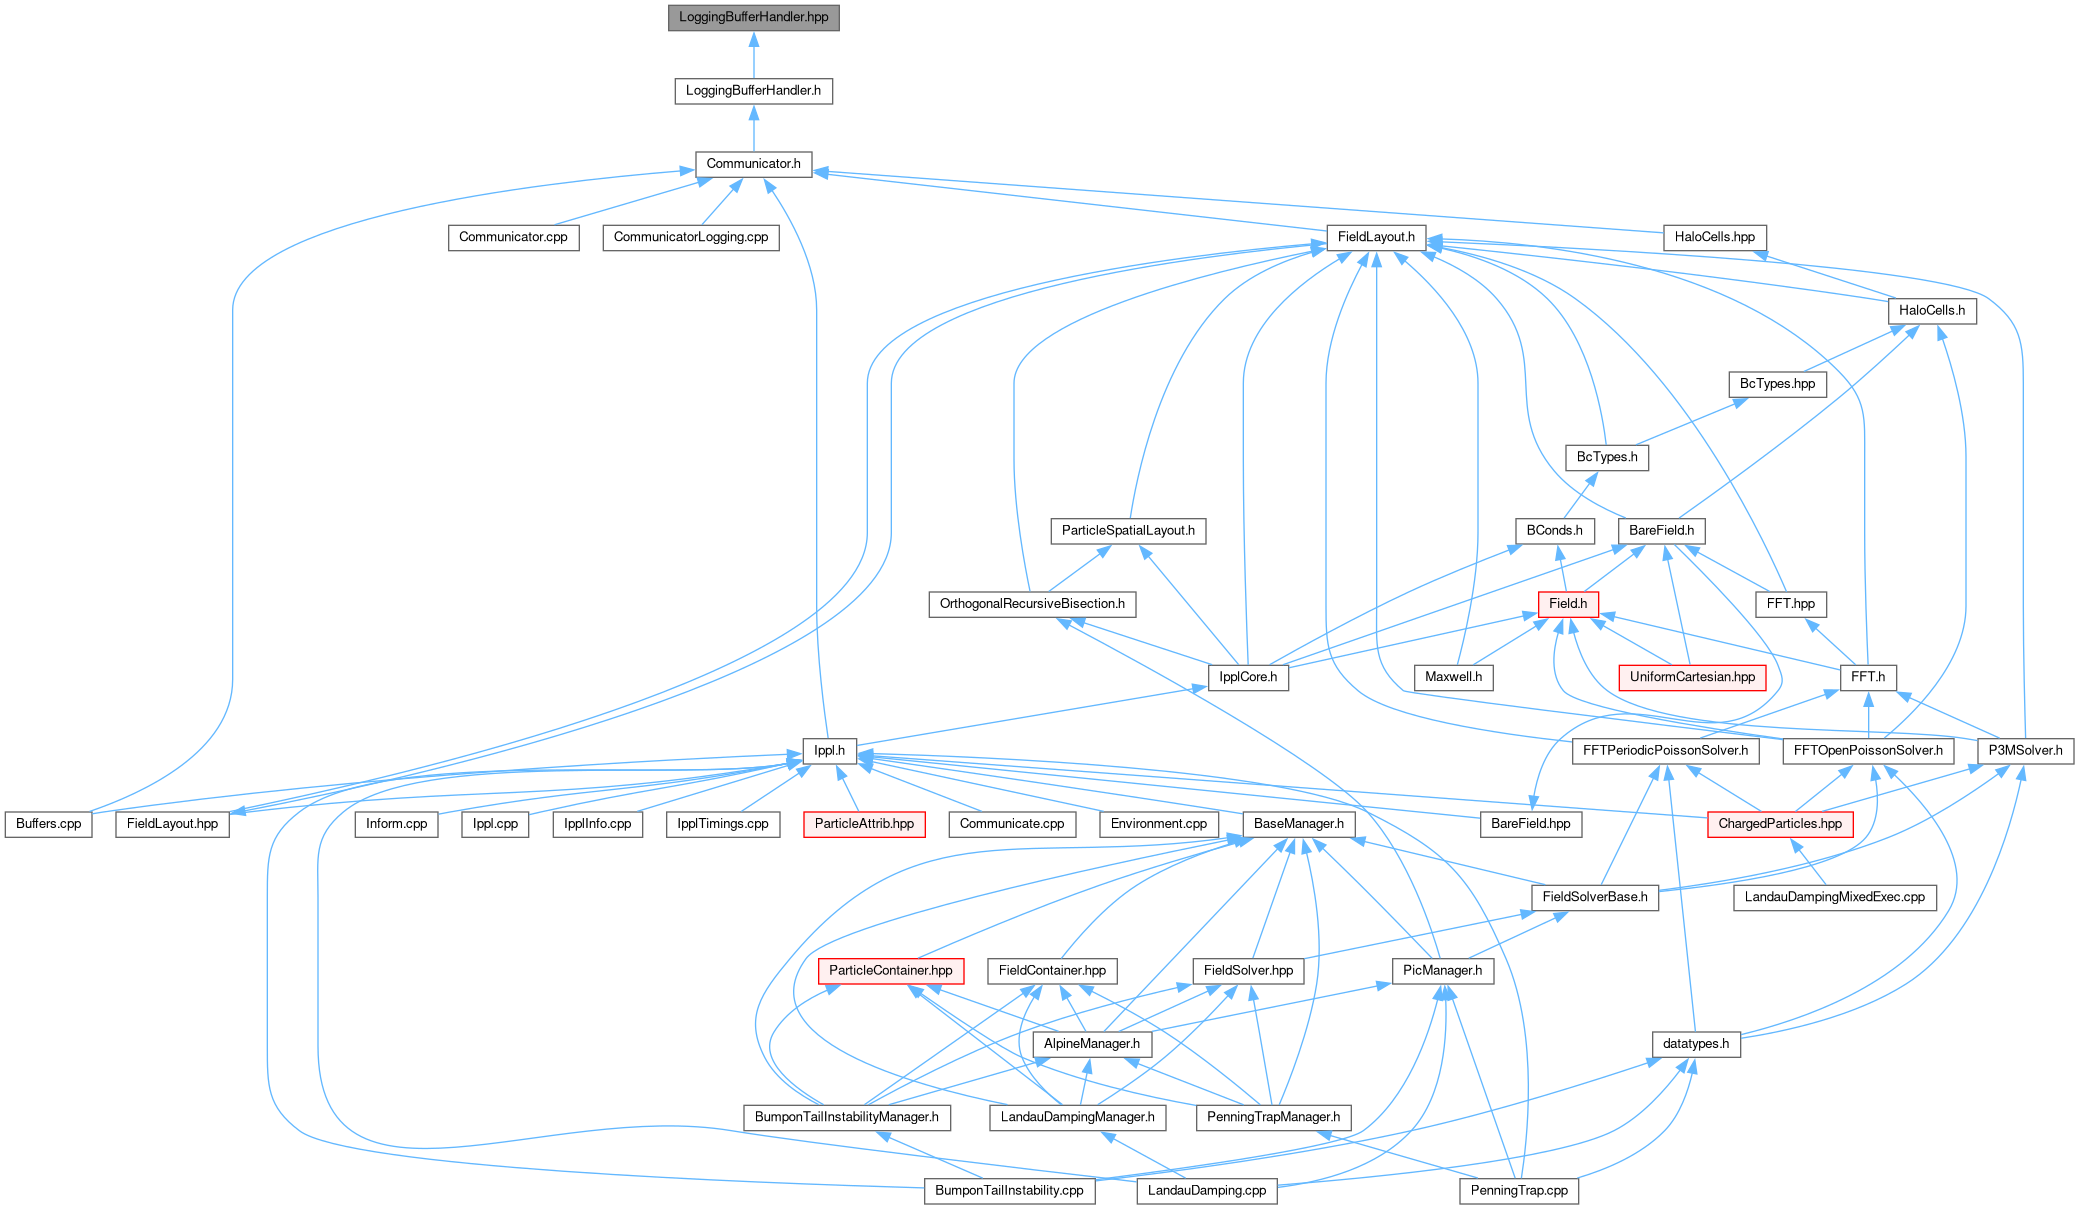 LoggingBufferHandler.hpp
LoggingBufferHandler.h
Communicator.h
Communicator.cpp
CommunicatorLogging.cpp
FieldLayout.h
HaloCells.hpp
HaloCells.h
BcTypes.hpp
BcTypes.h
ParticleSpatialLayout.h
BConds.h
BareField.h
OrthogonalRecursiveBisection.h
Field.h
FFT.hpp
IpplCore.h
Maxwell.h
UniformCartesian.hpp
FFT.h
Ippl.h
FFTPeriodicPoissonSolver.h
FFTOpenPoissonSolver.h
P3MSolver.h
Buffers.cpp
FieldLayout.hpp
Inform.cpp
Ippl.cpp
IpplInfo.cpp
IpplTimings.cpp
ParticleAttrib.hpp
Communicate.cpp
Environment.cpp
BaseManager.h
BareField.hpp
ChargedParticles.hpp
FieldSolverBase.h
LandauDampingMixedExec.cpp
ParticleContainer.hpp
FieldContainer.hpp
FieldSolver.hpp
PicManager.h
AlpineManager.h
datatypes.h
BumponTailInstabilityManager.h
LandauDampingManager.h
PenningTrapManager.h
BumponTailInstability.cpp
LandauDamping.cpp
PenningTrap.cpp